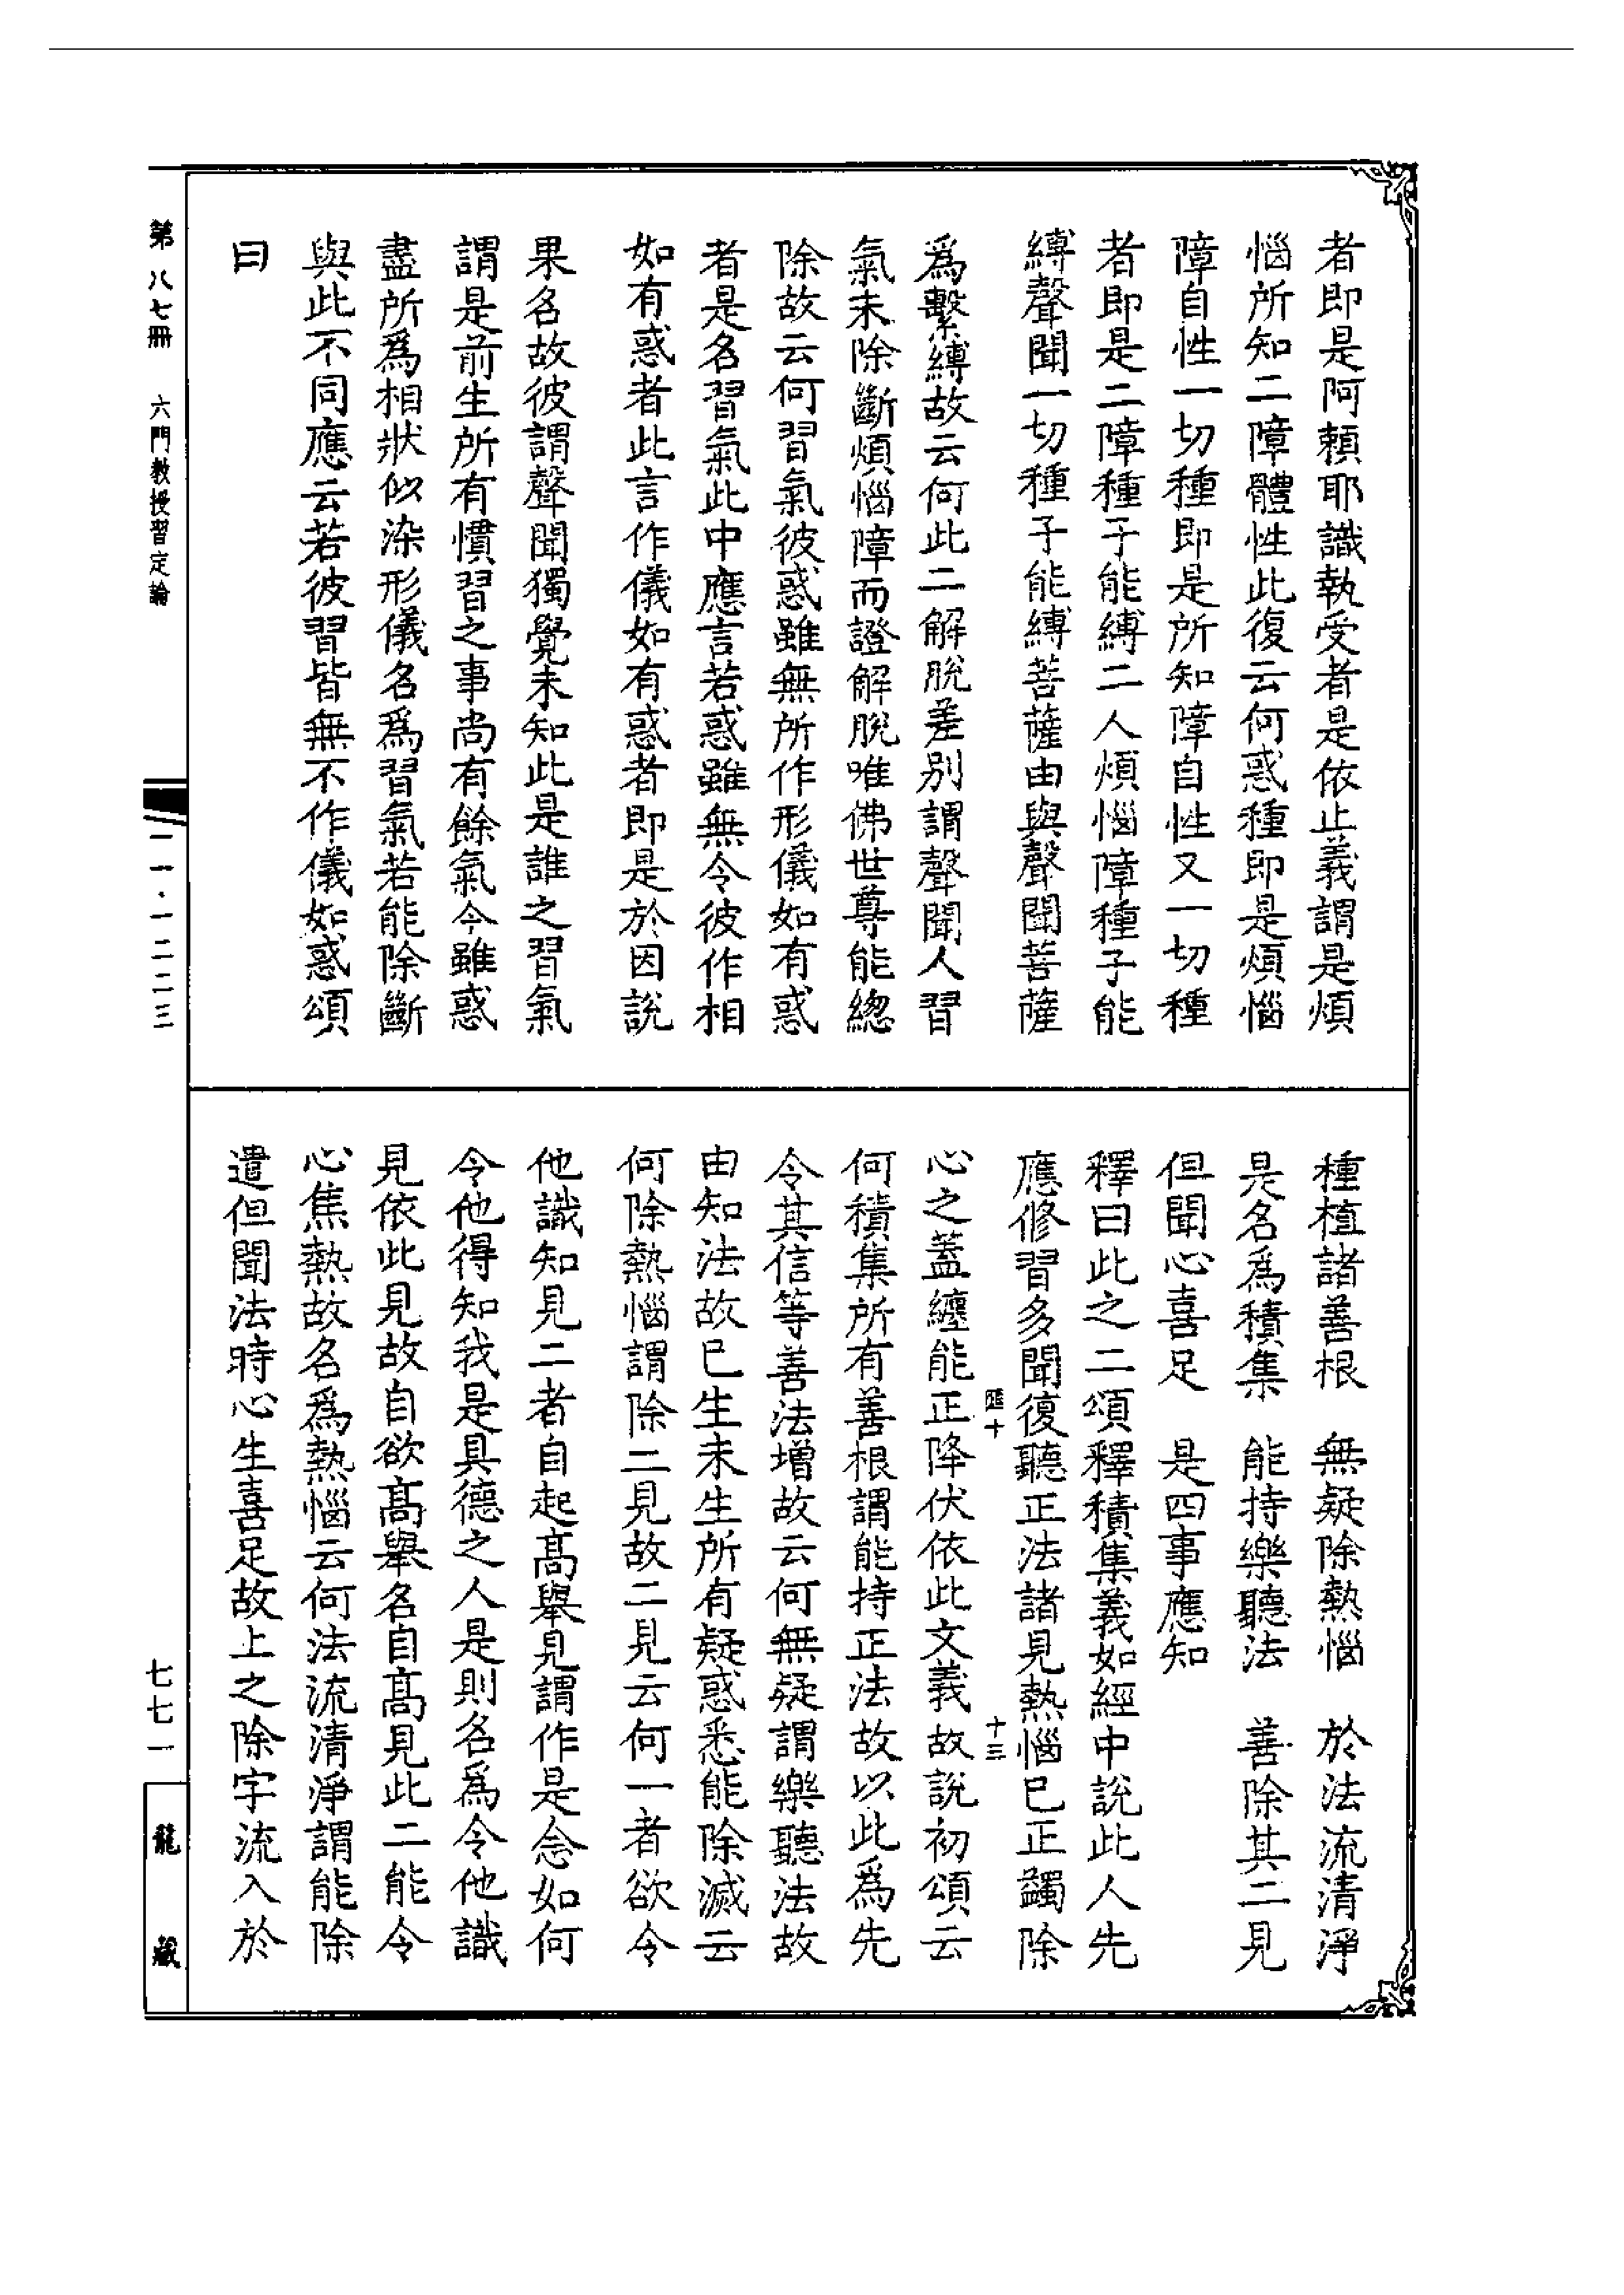 者即是阿賴耶識執受者是依止義謂是煩
惱所知二障體性此復云何惑種即是煩惱
障自性一切種即是所知障自性又一切種
者即是二障種子能縛二人煩惱障種子能
縛聲聞一切種子能縛菩薩由與聲聞菩薩
爲繫縛故云何此二解脫差别謂聲聞人習
氣未除斷煩惱障而證解脫唯佛世尊能總
除故云何習氣彼惑雖無所作形儀如有惑
者是名習氣此中應言若惑雖無令彼作相
如有惑者此言作儀如有惑者即是於因說
果名故彼謂聲聞獨覺未知此是誰之習氣
謂是前生所有慣習之事尚有餘氣今雖惑
盡所爲相狀似染形儀名爲習氣若能除斷
與此不同應云若彼習皆無不作儀如惑頌
曰
種植諸善根　無疑除熱惱　於法流清淨
是名爲積集　能持樂聽法　善除其二見
但聞心喜足　是四事應知
釋曰此之二頌釋積集義如經中說此人先
應修習多聞復聽正法諸見熱惱已正蠲除
匯十　十三
心之蓋纏能正降伏依此文義故說初頌云
何積集所有善根謂能持正法故以此爲先
令其信等善法增故云何無疑謂樂聽法故
由知法故已生未生所有疑惑悉能除滅云
何除熱惱謂除二見故二見云何一者欲令
他識知見二者自起高舉見謂作是念如何
令他得知我是具德之人是則名爲令他識
見依此見故自欲高舉名自高見此二能令
心焦熱故名爲熱惱云何法流清淨謂能除
遣但聞法時心生喜足故上之除字流入於
第八七冊　六門教授習定論　二一·一二二三　七七一　龍藏